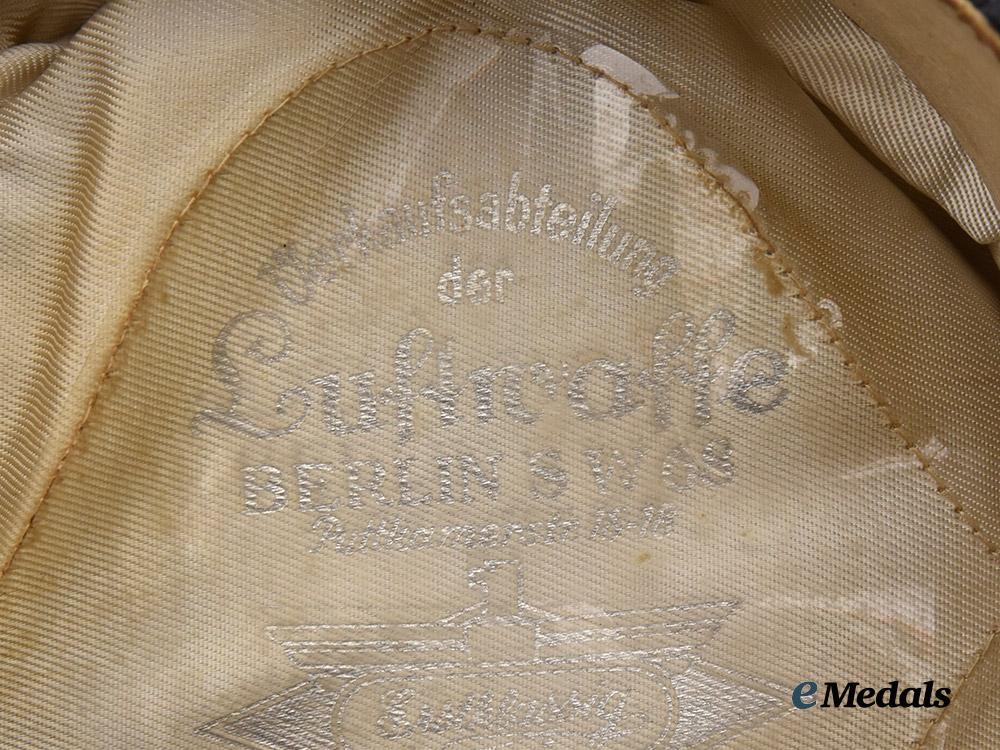 Verkaufsabteilung
der
Luftwaffe
BERLIN SW 68
Puttkamerstr. 16-18
eMedals